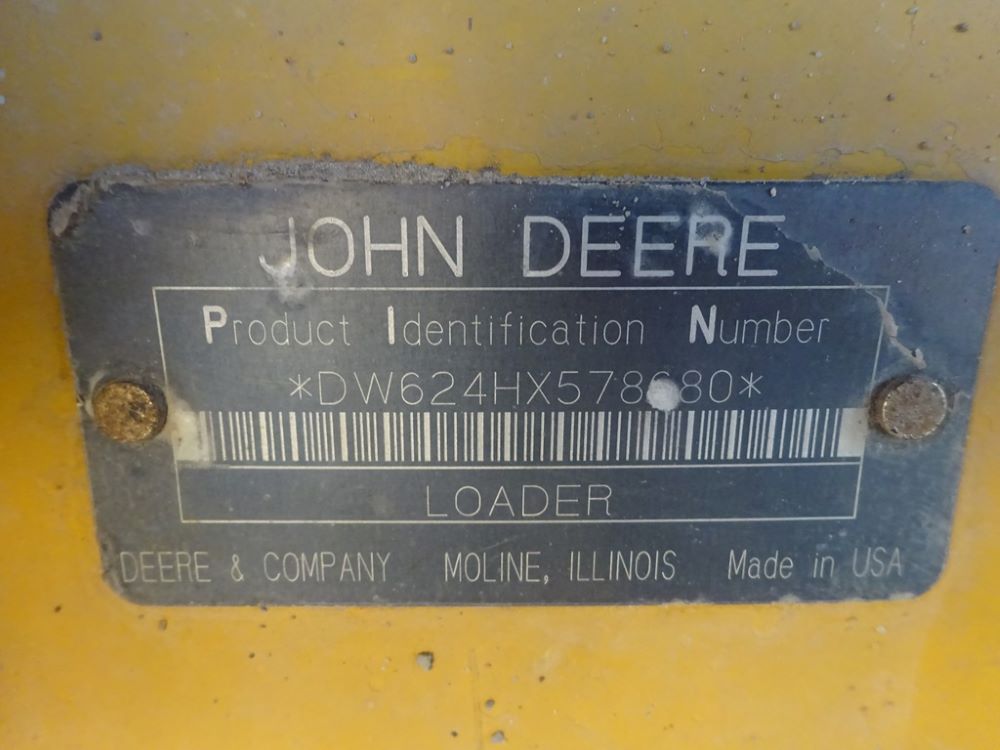 JOHN DEERE
Product Identification Number
LOADER
DEERE & COMPANY MOLINE, ILLINOIS Made in USA